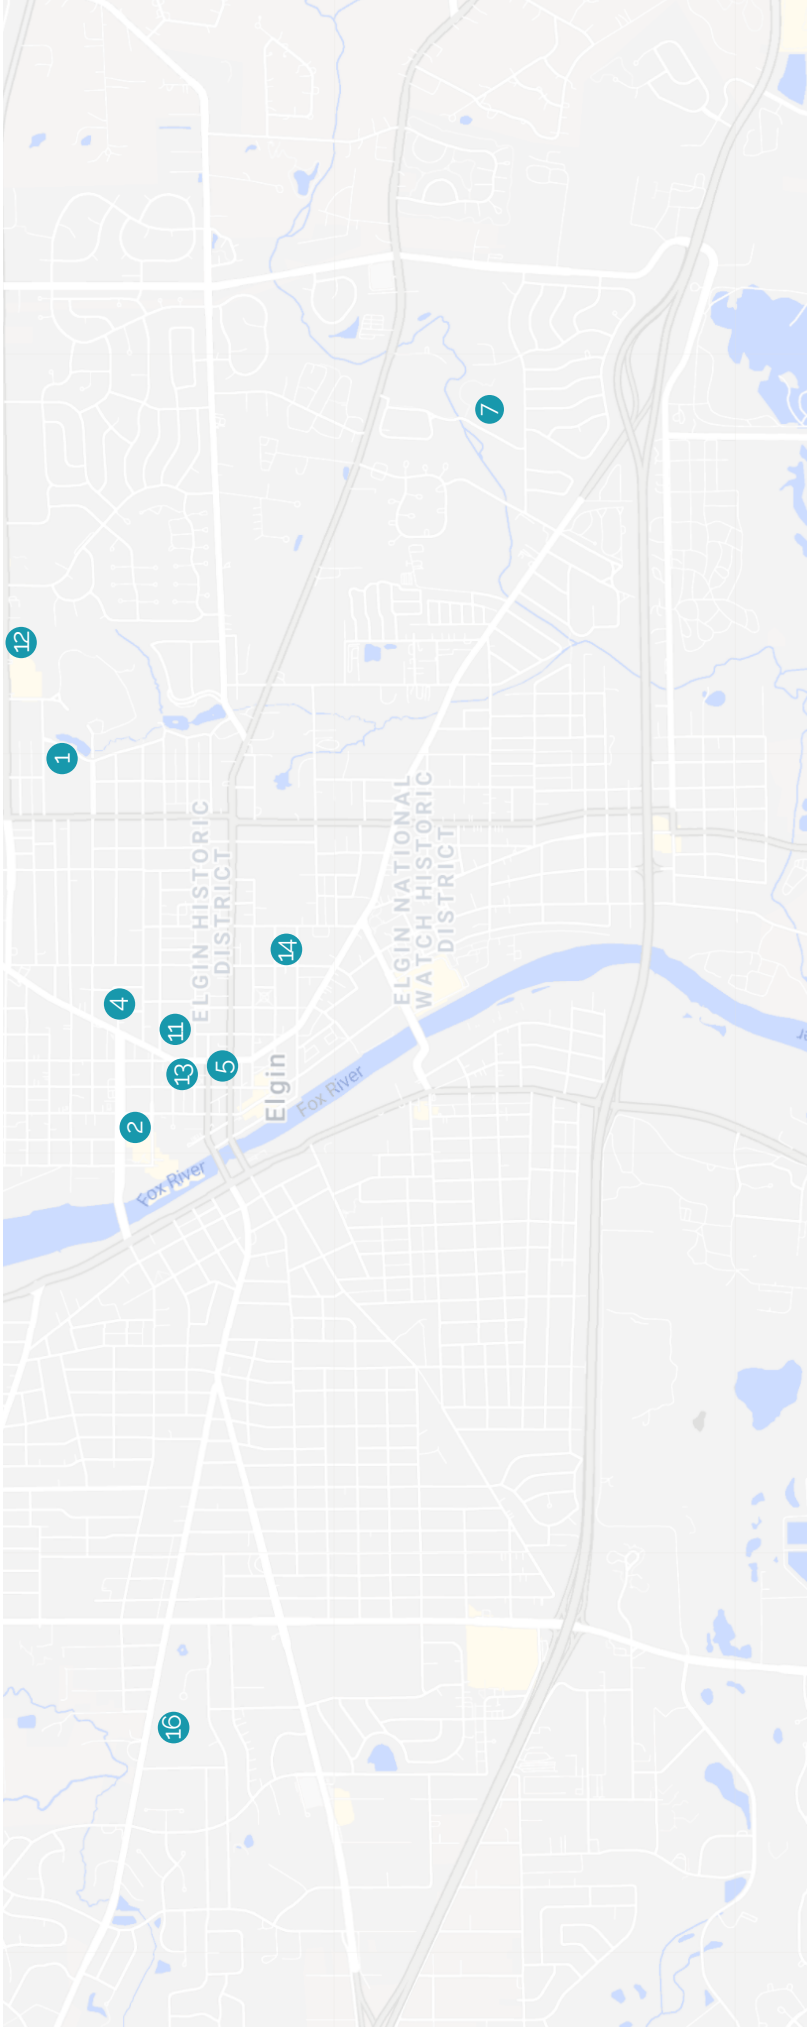 12
1
4
11
13
5
2
14
7
16
ELGIN HISTORIC
DISTRICT
ELGIN NATIONAL
WATCH HISTORIC
DISTRICT
Elgin
Fox River
Fox River